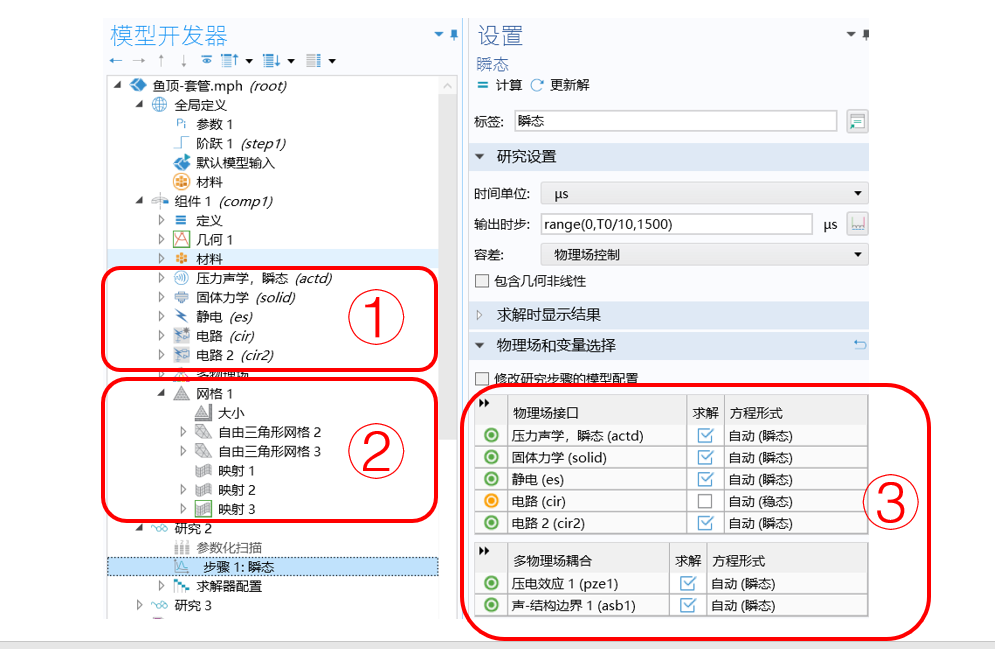 模型开发器
鱼顶-套管.mph (root)
全局定义
Pi 参数 1
阶跃 1 (step1)
默认模型输入
材料
组件 1 (comp1)
定义
几何 1
材料
压力声学，瞬态 (actd)
固体力学 (solid)
静电 (es)
电路 (cir)
电路 2 (cir2)
①
多物理场
网格 1
大小
自由三角形网格 2
自由三角形网格 3
映射 1
映射 2
映射 3
②
研究 2
参数化扫描
步骤 1: 瞬态
求解器配置
研究 3
设置
瞬态
= 计算 更新解
标签: 瞬态
研究设置
时间单位: μs
输出时步: range(0,T0/10,1500) μs
容差: 物理场控制
包含几何非线性
求解时显示结果
物理场和变量选择
修改研究步骤的模型配置
物理场接口 求解 方程形式
压力声学，瞬态 (actd) 自动 (瞬态)
固体力学 (solid) 自动 (瞬态)
静电 (es) 自动 (瞬态)
电路 (cir) 自动 (稳态)
电路 2 (cir2) 自动 (瞬态)
③
多物理场耦合 求解 方程形式
压电效应 1 (pze1) 自动 (瞬态)
声-结构边界 1 (asb1) 自动 (瞬态)